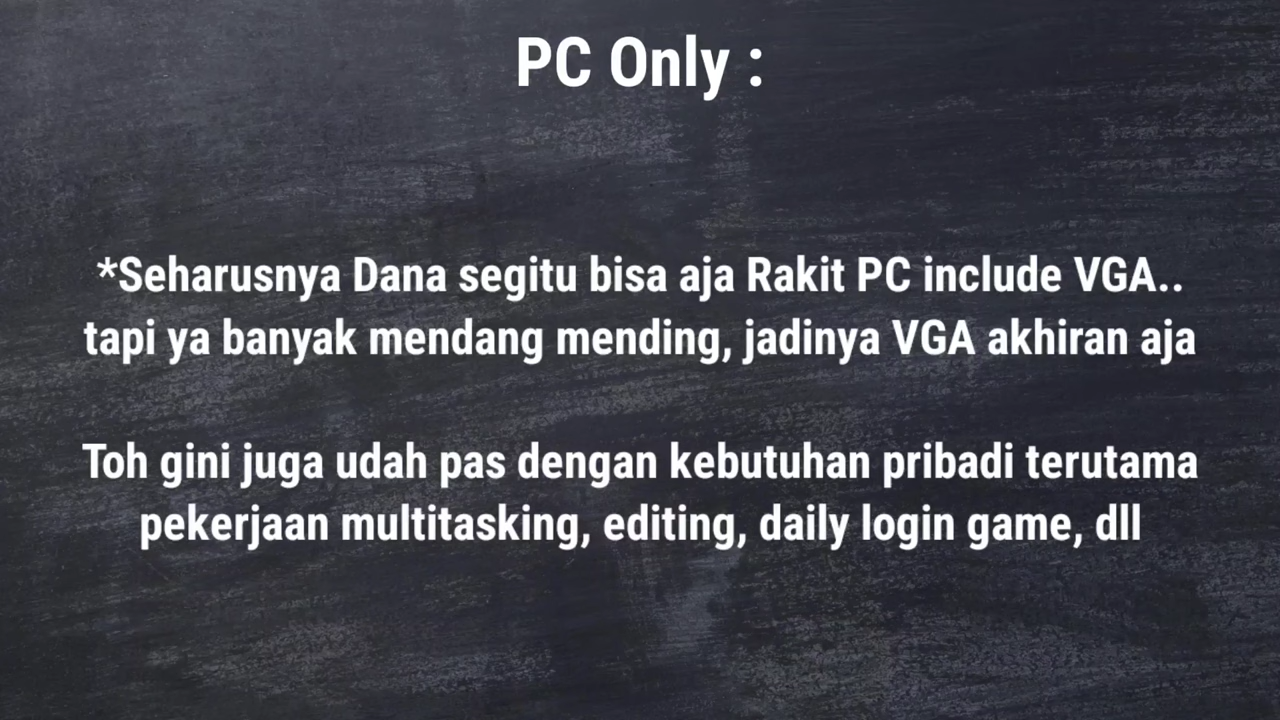 PC Only :
*Seharusnya Dana segitu bisa aja Rakit PC include VGA..
tapi ya banyak mendang mending, jadinya VGA akhiran aja
Toh gini juga udah pas dengan kebutuhan pribadi terutama
pekerjaan multitasking, editing, daily login game, dll